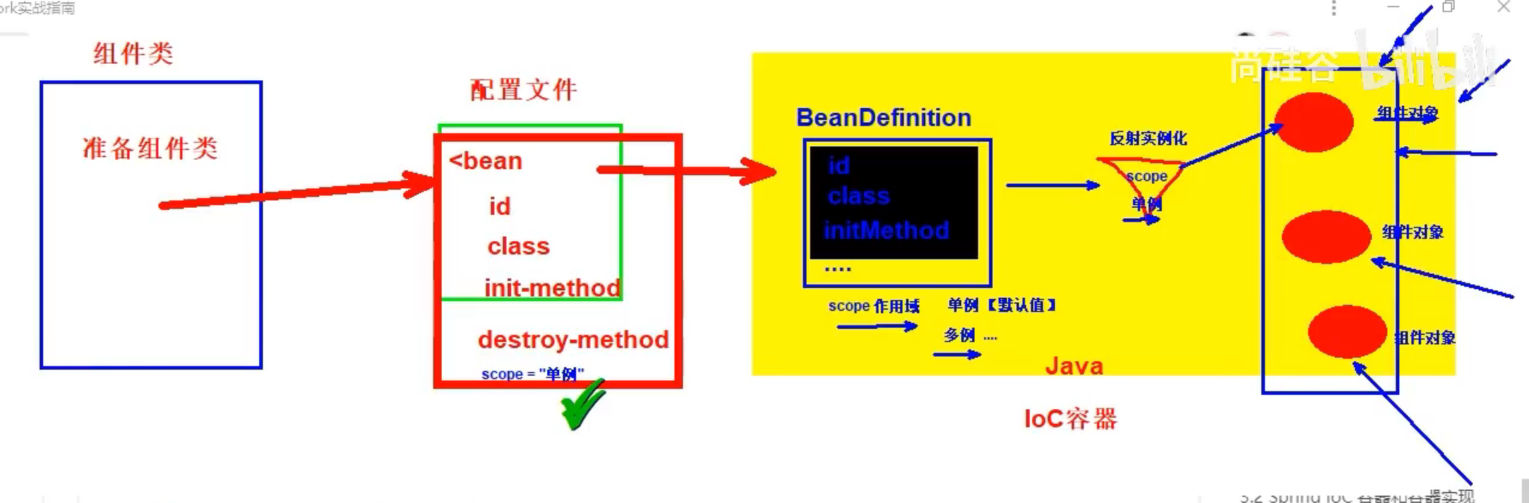 ork实战指南
组件类
准备组件类
配置文件
<bean
id
class
init-method
destroy-method
scope = "单例"
尚硅谷 bilibili
BeanDefinition
id
class
initMethod
....
scope 作用域 单例【默认值】
多例 ....
反射实例化
scope
单例
组件对象
组件对象
组件对象
Java
IoC容器
3.2 Spring IoC 容器和容器实现